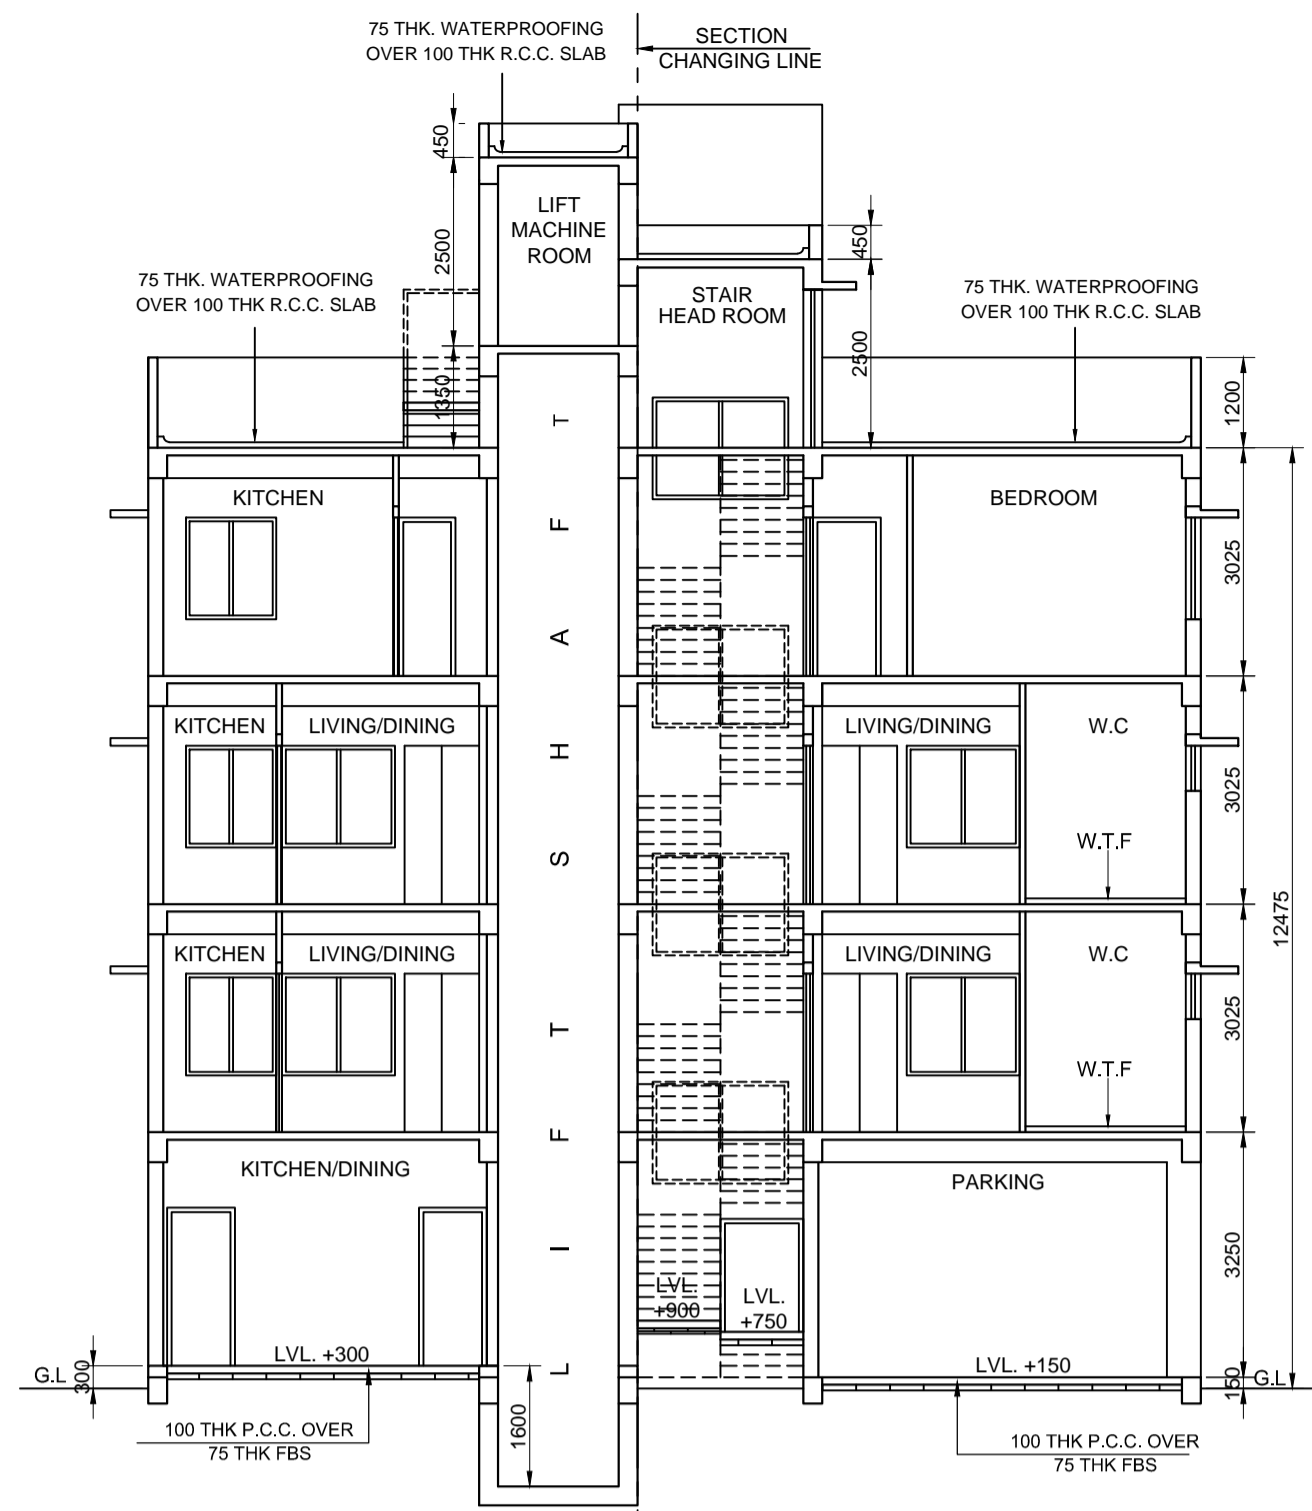 75 THK. WATERPROOFING
OVER 100 THK R.C.C. SLAB
SECTION
CHANGING LINE
450
LIFT
MACHINE
ROOM
2500
450
75 THK. WATERPROOFING
OVER 100 THK R.C.C. SLAB
STAIR
HEAD ROOM
75 THK. WATERPROOFING
OVER 100 THK R.C.C. SLAB
2500
1350
1200
KITCHEN
BEDROOM
3025
KITCHEN
LIVING/DINING
LIVING/DINING
W.C
3025
W.T.F
12475
KITCHEN
LIVING/DINING
LIVING/DINING
W.C
3025
W.T.F
LIFT SHAFT
KITCHEN/DINING
PARKING
3250
LVL.
+900
LVL.
+750
LVL. +300
LVL. +150
G.L
300
150
G.L
1600
100 THK P.C.C. OVER
75 THK FBS
100 THK P.C.C. OVER
75 THK FBS